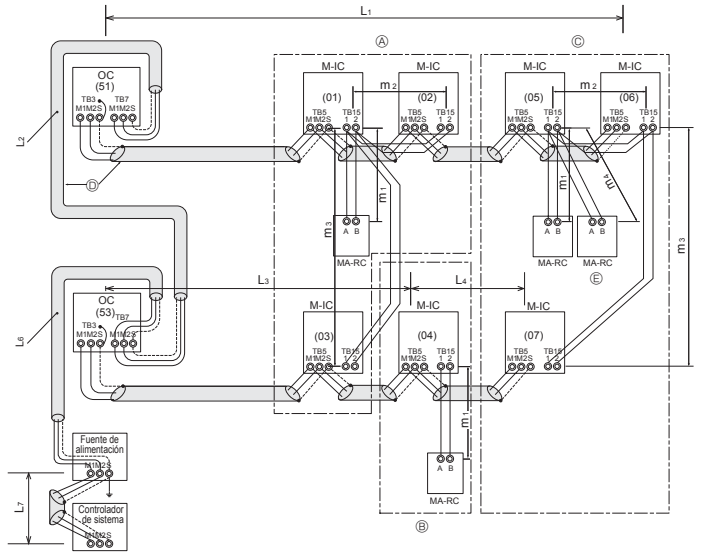 L1
A
C
M-IC
M-IC
M-IC
M-IC
OC
(51)
(01)
m2
(02)
(05)
m2
(06)
TB3
TB7
M1M2S
M1M2S
TB5
M1M2S
TB15
1 2
TB5
M1M2S
TB15
1 2
TB5
M1M2S
TB15
1 2
TB5
M1M2S
TB15
1 2
L2
D
m1
m3
m1
m4
m3
A B
MA-RC
A B
MA-RC
A B
MA-RC
E
L3
L4
OC
(53)
TB3
TB7
M1M2S
M1M2S
L6
M-IC
(03)
TB5
M1M2S
TB15
1 2
M-IC
(04)
TB5
M1M2S
TB15
1 2
M-IC
(07)
TB5
M1M2S
TB15
1 2
m1
A B
MA-RC
B
Fuente de
alimentación
M1M2S
L7
Controlador
de sistema
M1M2S